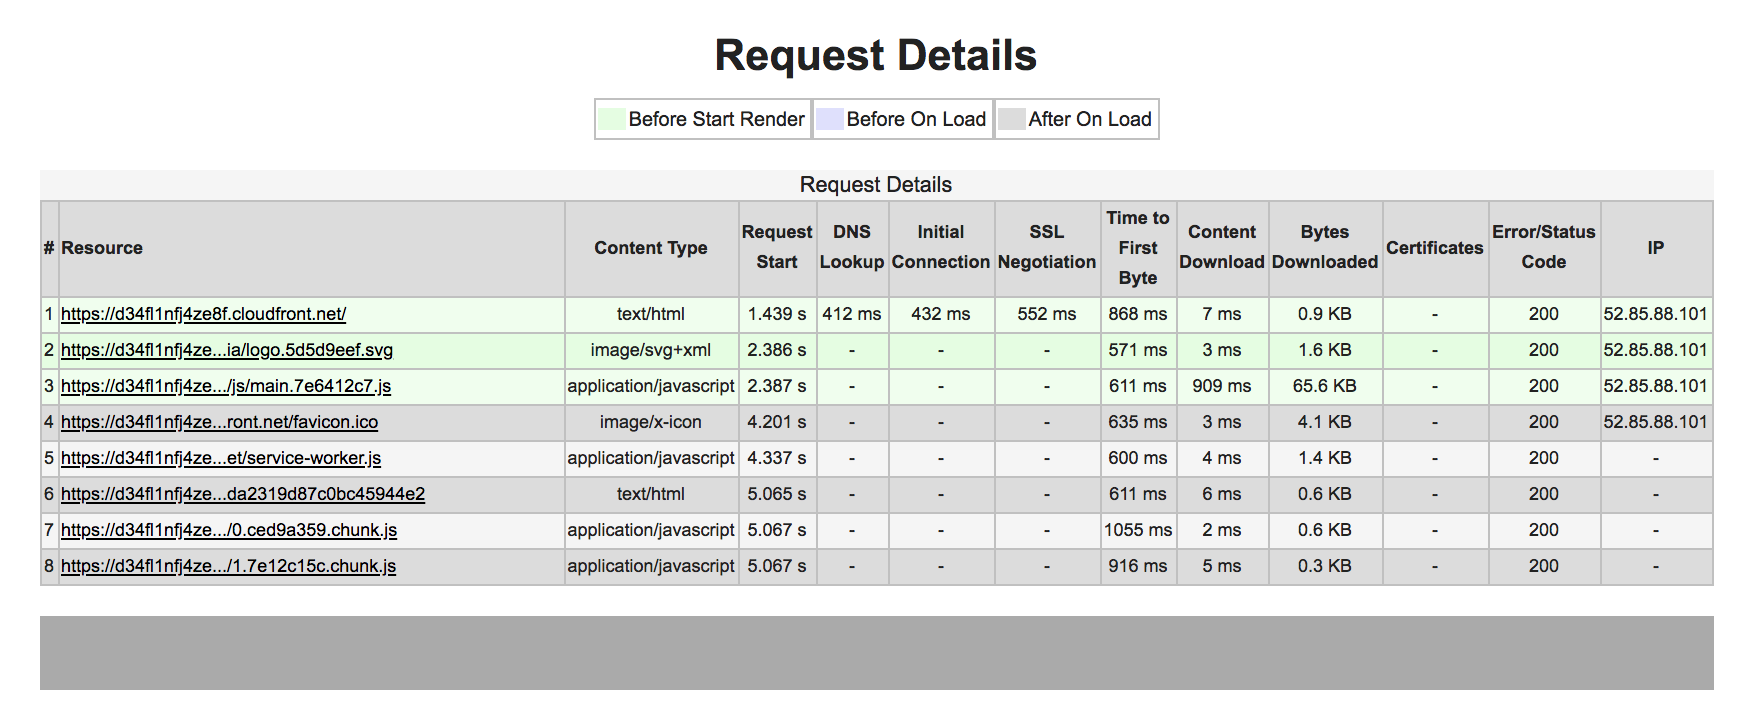 Request Details
Before Start Render Before On Load After On Load
Request Details
# Resource Content Type Request Start DNS Lookup Initial Connection SSL Negotiation Time to First Byte Content Download Bytes Downloaded Certificates Error/Status Code IP
1 https://d34fl1nfj4ze8f.cloudfront.net/ text/html 1.439 s 412 ms 432 ms 552 ms 868 ms 7 ms 0.9 KB - 200 52.85.88.101
2 https://d34fl1nfj4ze...ia/logo.5d5d9eef.svg image/svg+xml 2.386 s - - - 571 ms 3 ms 1.6 KB - 200 52.85.88.101
3 https://d34fl1nfj4ze.../js/main.7e6412c7.js application/javascript 2.387 s - - - 611 ms 909 ms 65.6 KB - 200 52.85.88.101
4 https://d34fl1nfj4ze...ront.net/favicon.ico image/x-icon 4.201 s - - - 635 ms 3 ms 4.1 KB - 200 52.85.88.101
5 https://d34fl1nfj4ze...et/service-worker.js application/javascript 4.337 s - - - 600 ms 4 ms 1.4 KB - 200 -
6 https://d34fl1nfj4ze...da2319d87c0bc45944e2 text/html 5.065 s - - - 611 ms 6 ms 0.6 KB - 200 -
7 https://d34fl1nfj4ze.../0.ced9a359.chunk.js application/javascript 5.067 s - - - 1055 ms 2 ms 0.6 KB - 200 -
8 https://d34fl1nfj4ze.../1.7e12c15c.chunk.js application/javascript 5.067 s - - - 916 ms 5 ms 0.3 KB - 200 -